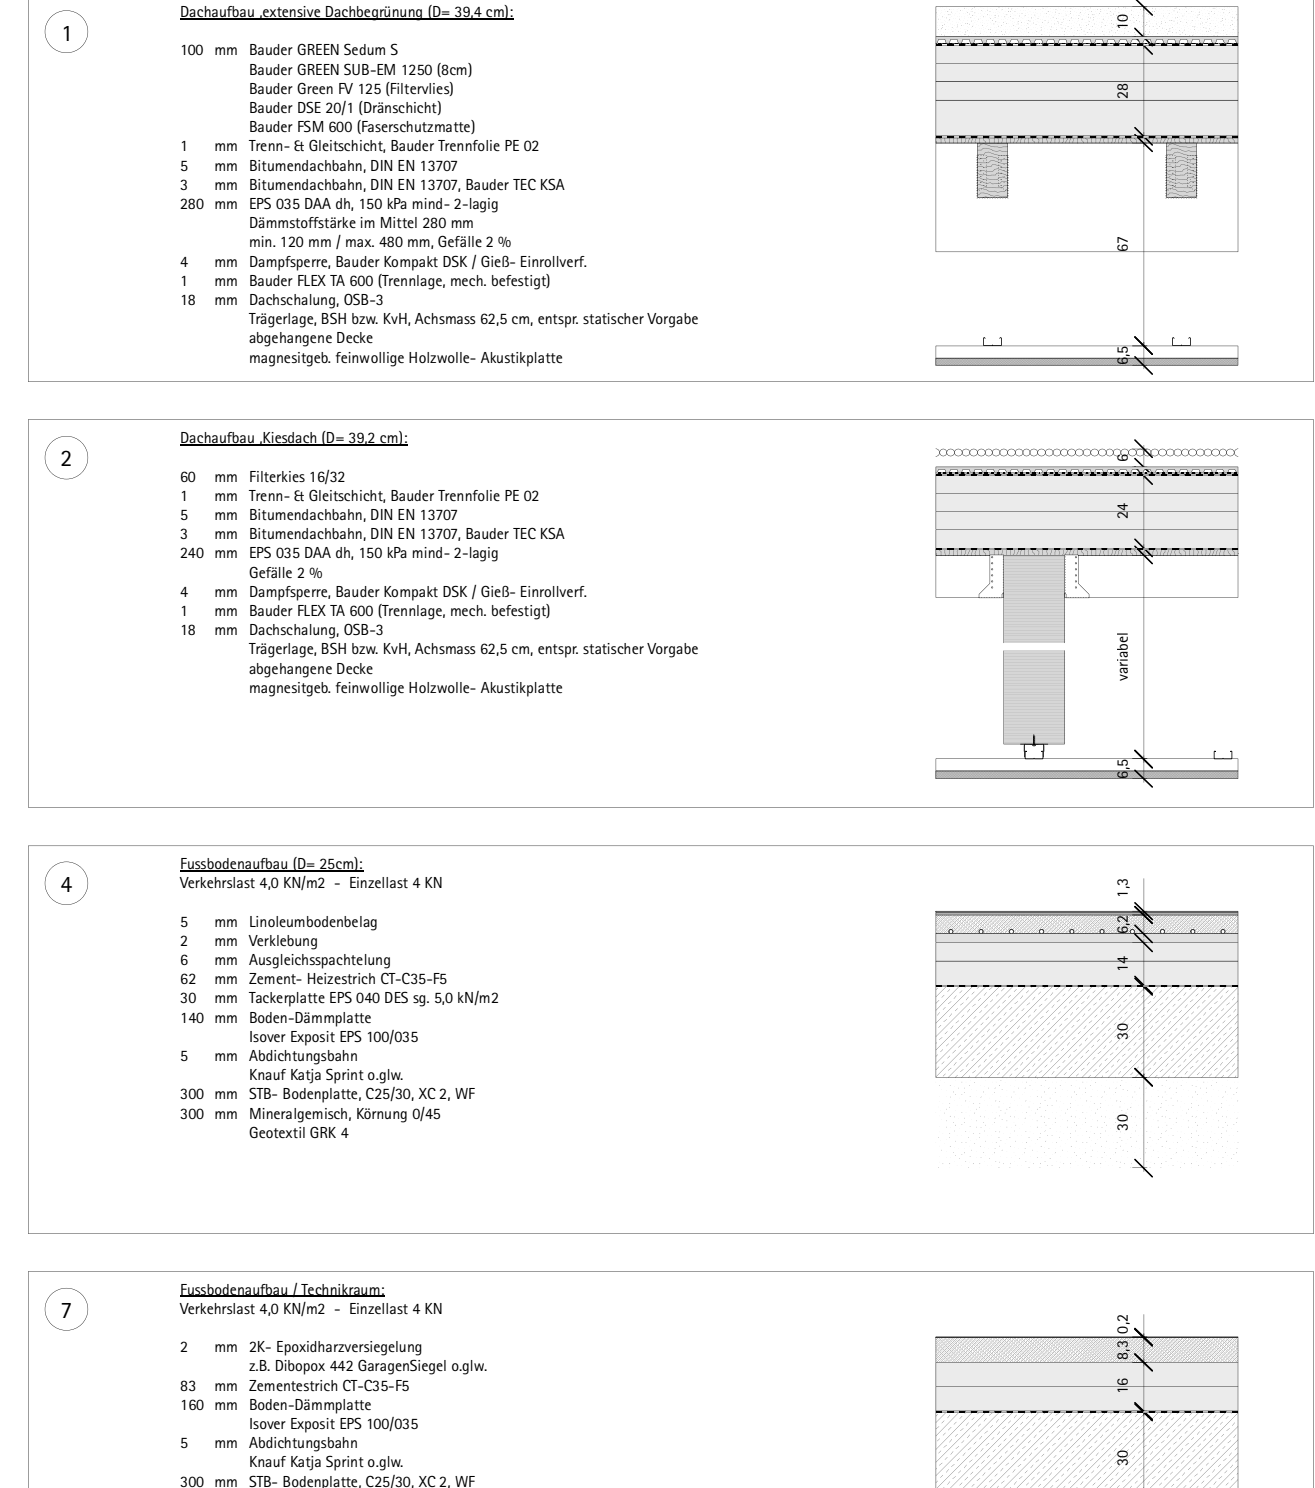 1
Dachaufbau ,extensive Dachbegrünung (D= 39,4 cm):
100 mm Bauder GREEN Sedum S
Bauder GREEN SUB-EM 1250 (8cm)
Bauder Green FV 125 (Filtervlies)
Bauder DSE 20/1 (Dränschicht)
Bauder FSM 600 (Faserschutzmatte)
1 mm Trenn- & Gleitschicht, Bauder Trennfolie PE 02
5 mm Bitumendachbahn, DIN EN 13707
3 mm Bitumendachbahn, DIN EN 13707, Bauder TEC KSA
280 mm EPS 035 DAA dh, 150 kPa mind- 2-lagig
Dämmstoffstärke im Mittel 280 mm
min. 120 mm / max. 480 mm, Gefälle 2 %
4 mm Dampfsperre, Bauder Kompakt DSK / Gieß- Einrollverf.
1 mm Bauder FLEX TA 600 (Trennlage, mech. befestigt)
18 mm Dachschalung, OSB-3
Trägerlage, BSH bzw. KvH, Achsmass 62,5 cm, entspr. statischer Vorgabe
abgehangene Decke
magnesitgeb. feinwollige Holzwolle- Akustikplatte
10
28
67
6,5
2
Dachaufbau ,Kiesdach (D= 39,2 cm):
60 mm Filterkies 16/32
1 mm Trenn- & Gleitschicht, Bauder Trennfolie PE 02
5 mm Bitumendachbahn, DIN EN 13707
3 mm Bitumendachbahn, DIN EN 13707, Bauder TEC KSA
240 mm EPS 035 DAA dh, 150 kPa mind- 2-lagig
Gefälle 2 %
4 mm Dampfsperre, Bauder Kompakt DSK / Gieß- Einrollverf.
1 mm Bauder FLEX TA 600 (Trennlage, mech. befestigt)
18 mm Dachschalung, OSB-3
Trägerlage, BSH bzw. KvH, Achsmass 62,5 cm, entspr. statischer Vorgabe
abgehangene Decke
magnesitgeb. feinwollige Holzwolle- Akustikplatte
6
24
variabel
6,5
4
Fussbodenaufbau (D= 25cm):
Verkehrslast 4,0 KN/m2 - Einzellast 4 KN
5 mm Linoleumbodenbelag
2 mm Verklebung
6 mm Ausgleichsspachtelung
62 mm Zement- Heizestrich CT-C35-F5
30 mm Tackerplatte EPS 040 DES sg. 5,0 kN/m2
140 mm Boden-Dämmplatte
Isover Exposit EPS 100/035
5 mm Abdichtungsbahn
Knauf Katja Sprint o.glw.
300 mm STB- Bodenplatte, C25/30, XC 2, WF
300 mm Mineralgemisch, Körnung 0/45
Geotextil GRK 4
1,3
6,2
14
30
30
7
Fussbodenaufbau / Technikraum:
Verkehrslast 4,0 KN/m2 - Einzellast 4 KN
2 mm 2K- Epoxidharzversiegelung
z.B. Dibopox 442 GaragenSiegel o.glw.
83 mm Zementestrich CT-C35-F5
160 mm Boden-Dämmplatte
Isover Exposit EPS 100/035
5 mm Abdichtungsbahn
Knauf Katja Sprint o.glw.
300 mm STB- Bodenplatte, C25/30, XC 2, WF
0,2
8,3
16
30